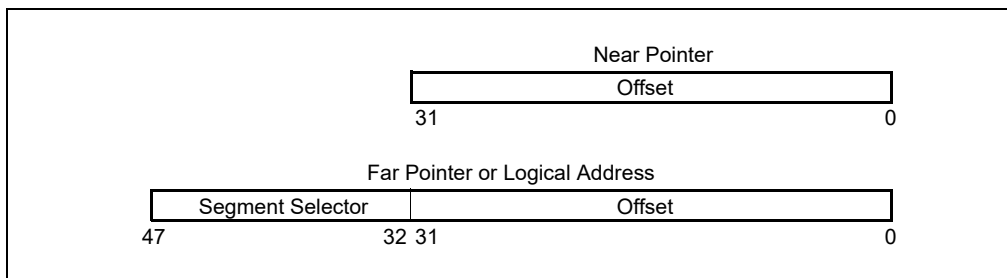 Near Pointer
Offset
31 0
Far Pointer or Logical Address
Segment Selector Offset
47 32 31 0